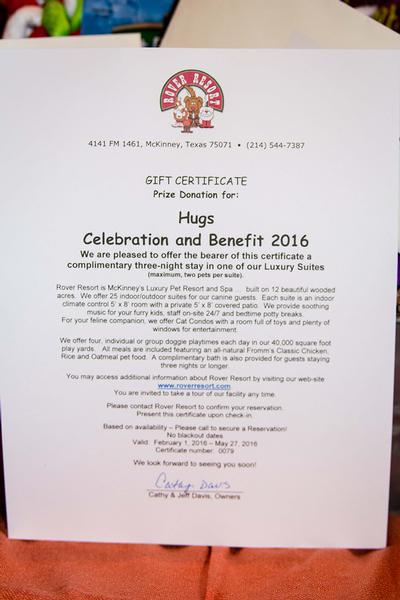 ROVER RESORT
4141 FM 1461, McKinney, Texas 75071 • (214) 544-7387
GIFT CERTIFICATE
Prize Donation for:
Hugs
Celebration and Benefit 2016
We are pleased to offer the bearer of this certificate a
complimentary three-night stay in one of our Luxury Suites
(maximum, two pets per suite).
Rover Resort is McKinney's Luxury Pet Resort and Spa ... built on 12 beautiful wooded
acres. We offer 25 indoor/outdoor suites for our canine guests. Each suite is an indoor
climate control 5' x 8' room with a private 5' x 8' covered patio. We provide soothing
music for your furry kids, staff on-site 24/7 and bedtime potty breaks.
For your feline companion, we offer Cat Condos with a room full of toys and plenty of
windows for entertainment.
We offer four, individual or group doggie playtimes each day in our 40,000 square foot
play yards. All meals are included featuring an all-natural Fromm's Classic Chicken,
Rice and Oatmeal pet food. A complimentary bath is also provided for guests staying
three nights or longer.
You may access additional information about Rover Resort by visiting our web-site
www.roverresort.com
You are invited to take a tour of our facility any time.
Please contact Rover Resort to confirm your reservation.
Present this certificate upon check-in.
Based on availability – Please call to secure a Reservation!
No blackout dates
Valid: February 1, 2016 – May 27, 2016
Certificate number: 0079
We look forward to seeing you soon!
Cathy Davis
Cathy & Jeff Davis, Owners